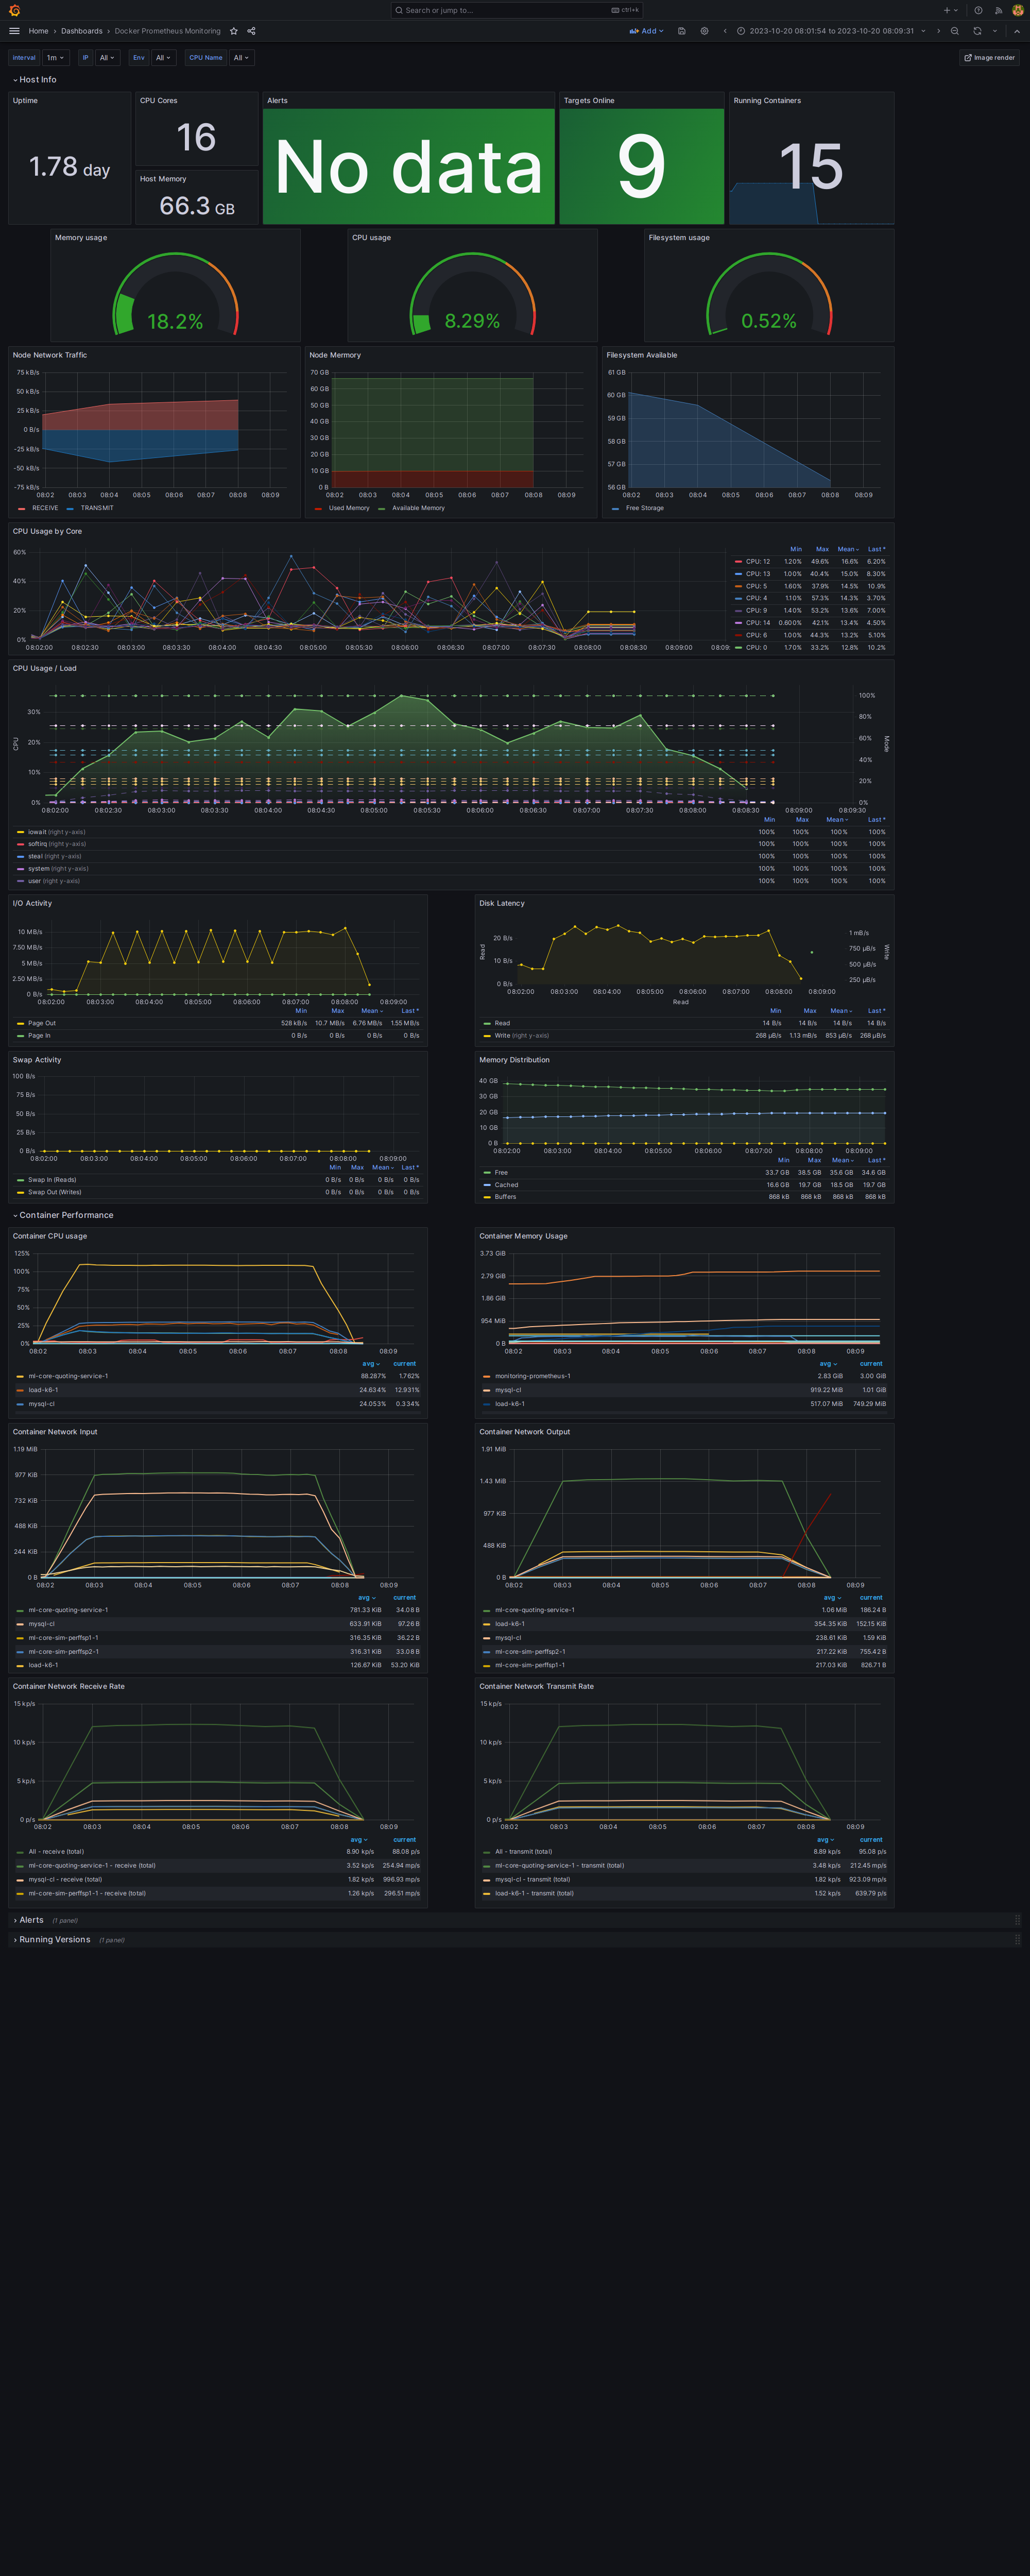 Search or jump to... ctrl+k
Home › Dashboards › Docker Prometheus Monitoring
Add
2023-10-20 08:01:54 to 2023-10-20 08:09:31
Interval 1m IP All Env All CPU Name All
Image render
Host Info
Uptime
1.78 day
CPU Cores
16
Host Memory
66.3 GB
Alerts
No data
Targets Online
9
Running Containers
15
Memory usage
18.2%
CPU usage
8.29%
Filesystem usage
0.52%
Node Network Traffic
75 kB/s
50 kB/s
25 kB/s
0 B/s
-25 kB/s
-50 kB/s
-75 kB/s
08:02 08:03 08:04 08:05 08:06 08:07 08:08 08:09
RECEIVE TRANSMIT
Node Mermory
70 GB
60 GB
50 GB
40 GB
30 GB
20 GB
10 GB
0 B
08:02 08:03 08:04 08:05 08:06 08:07 08:08 08:09
Used Memory Available Memory
Filesystem Available
61 GB
60 GB
59 GB
58 GB
57 GB
56 GB
08:02 08:03 08:04 08:05 08:06 08:07 08:08 08:09
Free Storage
CPU Usage by Core
60%
40%
20%
0%
08:02:00 08:02:30 08:03:00 08:03:30 08:04:00 08:04:30 08:05:00 08:05:30 08:06:00 08:06:30 08:07:00 08:07:30 08:08:00 08:08:30 08:09:00 08:09:
Min Max Mean Last *
CPU: 12 1.20% 49.6% 16.6% 6.20%
CPU: 13 1.00% 40.4% 15.0% 8.30%
CPU: 5 1.60% 37.9% 14.5% 10.9%
CPU: 4 1.10% 57.3% 14.3% 3.70%
CPU: 9 1.40% 53.2% 13.6% 7.00%
CPU: 14 0.600% 42.1% 13.4% 4.50%
CPU: 6 1.00% 44.3% 13.2% 5.10%
CPU: 0 1.70% 33.2% 12.8% 10.2%
CPU Usage / Load
CPU
30%
20%
10%
0%
Mode
100%
80%
60%
40%
20%
0%
08:02:00 08:02:30 08:03:00 08:03:30 08:04:00 08:04:30 08:05:00 08:05:30 08:06:00 08:06:30 08:07:00 08:07:30 08:08:00 08:08:30 08:09:00 08:09:30
Min Max Mean Last *
iowait (right y-axis) 100% 100% 100% 100%
softirq (right y-axis) 100% 100% 100% 100%
steal (right y-axis) 100% 100% 100% 100%
system (right y-axis) 100% 100% 100% 100%
user (right y-axis) 100% 100% 100% 100%
I/O Activity
10 MB/s
7.50 MB/s
5 MB/s
2.50 MB/s
0 B/s
08:02:00 08:03:00 08:04:00 08:05:00 08:06:00 08:07:00 08:08:00 08:09:00
Min Max Mean Last *
Page Out 528 kB/s 10.7 MB/s 6.76 MB/s 1.55 MB/s
Page In 0 B/s 0 B/s 0 B/s 0 B/s
Disk Latency
Read
20 B/s
10 B/s
0 B/s
Write
1 mB/s
750 µB/s
500 µB/s
250 µB/s
08:02:00 08:03:00 08:04:00 08:05:00 08:06:00 08:07:00 08:08:00 08:09:00
Read
Min Max Mean Last *
Read 14 B/s 14 B/s 14 B/s 14 B/s
Write (right y-axis) 268 µB/s 1.13 mB/s 853 µB/s 268 µB/s
Swap Activity
100 B/s
75 B/s
50 B/s
25 B/s
0 B/s
08:02:00 08:03:00 08:04:00 08:05:00 08:06:00 08:07:00 08:08:00 08:09:00
Min Max Mean Last *
Swap In (Reads) 0 B/s 0 B/s 0 B/s 0 B/s
Swap Out (Writes) 0 B/s 0 B/s 0 B/s 0 B/s
Memory Distribution
40 GB
30 GB
20 GB
10 GB
0 B
08:02:00 08:03:00 08:04:00 08:05:00 08:06:00 08:07:00 08:08:00 08:09:00
Min Max Mean Last *
Free 33.7 GB 38.5 GB 35.6 GB 34.6 GB
Cached 16.6 GB 19.7 GB 18.5 GB 19.7 GB
Buffers 868 kB 868 kB 868 kB 868 kB
Container Performance
Container CPU usage
125%
100%
75%
50%
25%
0%
08:02 08:03 08:04 08:05 08:06 08:07 08:08 08:09
avg current
ml-core-quoting-service-1 88.287% 1.762%
load-k6-1 24.634% 12.931%
mysql-cl 24.053% 0.334%
Container Memory Usage
3.73 GiB
2.79 GiB
1.86 GiB
954 MiB
0 B
08:02 08:03 08:04 08:05 08:06 08:07 08:08 08:09
avg current
monitoring-prometheus-1 2.83 GiB 3.00 GiB
mysql-cl 919.22 MiB 1.01 GiB
load-k6-1 517.07 MiB 749.29 MiB
Container Network Input
1.19 MiB
977 KiB
732 KiB
488 KiB
244 KiB
0 B
08:02 08:03 08:04 08:05 08:06 08:07 08:08 08:09
avg current
ml-core-quoting-service-1 781.33 KiB 34.08 B
mysql-cl 633.91 KiB 97.26 B
ml-core-sim-perffsp1-1 316.35 KiB 36.22 B
ml-core-sim-perffsp2-1 316.31 KiB 33.08 B
load-k6-1 126.67 KiB 53.20 KiB
Container Network Output
1.91 MiB
1.43 MiB
977 KiB
488 KiB
0 B
08:02 08:03 08:04 08:05 08:06 08:07 08:08 08:09
avg current
ml-core-quoting-service-1 1.06 MiB 186.24 B
load-k6-1 354.35 KiB 152.15 KiB
mysql-cl 238.61 KiB 1.59 KiB
ml-core-sim-perffsp2-1 217.22 KiB 755.42 B
ml-core-sim-perffsp1-1 217.03 KiB 826.71 B
Container Network Receive Rate
15 kp/s
10 kp/s
5 kp/s
0 p/s
08:02 08:03 08:04 08:05 08:06 08:07 08:08 08:09
avg current
All - receive (total) 8.90 kp/s 88.08 p/s
ml-core-quoting-service-1 - receive (total) 3.52 kp/s 254.94 mp/s
mysql-cl - receive (total) 1.82 kp/s 996.93 mp/s
ml-core-sim-perffsp1-1 - receive (total) 1.26 kp/s 296.51 mp/s
Container Network Transmit Rate
15 kp/s
10 kp/s
5 kp/s
0 p/s
08:02 08:03 08:04 08:05 08:06 08:07 08:08 08:09
avg current
All - transmit (total) 8.89 kp/s 95.08 p/s
ml-core-quoting-service-1 - transmit (total) 3.48 kp/s 212.45 mp/s
mysql-cl - transmit (total) 1.82 kp/s 923.09 mp/s
load-k6-1 - transmit (total) 1.52 kp/s 639.79 p/s
Alerts (1 panel)
Running Versions (1 panel)